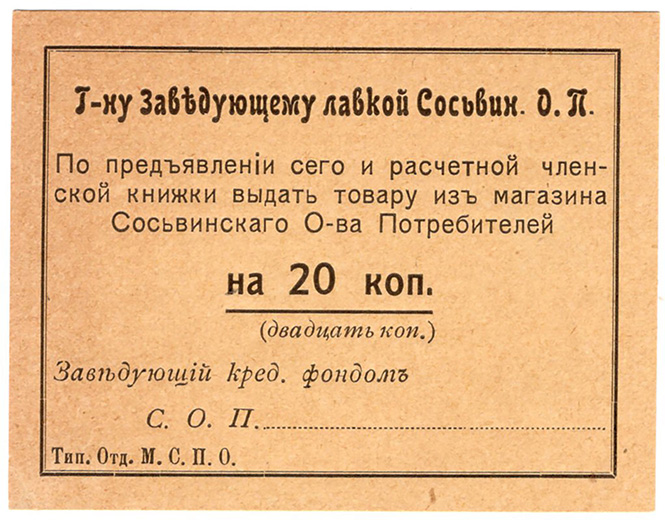 Г-ну Завѣдующему лавкой Сосьвин. О. П.
По предъявленіи сего и расчетной член-
ской книжки выдать товару изъ магазина
Сосьвинскаго О-ва Потребителей
на 20 коп.
(двадцать коп.)
Завѣдующій кред. фондомъ
С. О. П.
Тип. Отд. М. С. П. О.